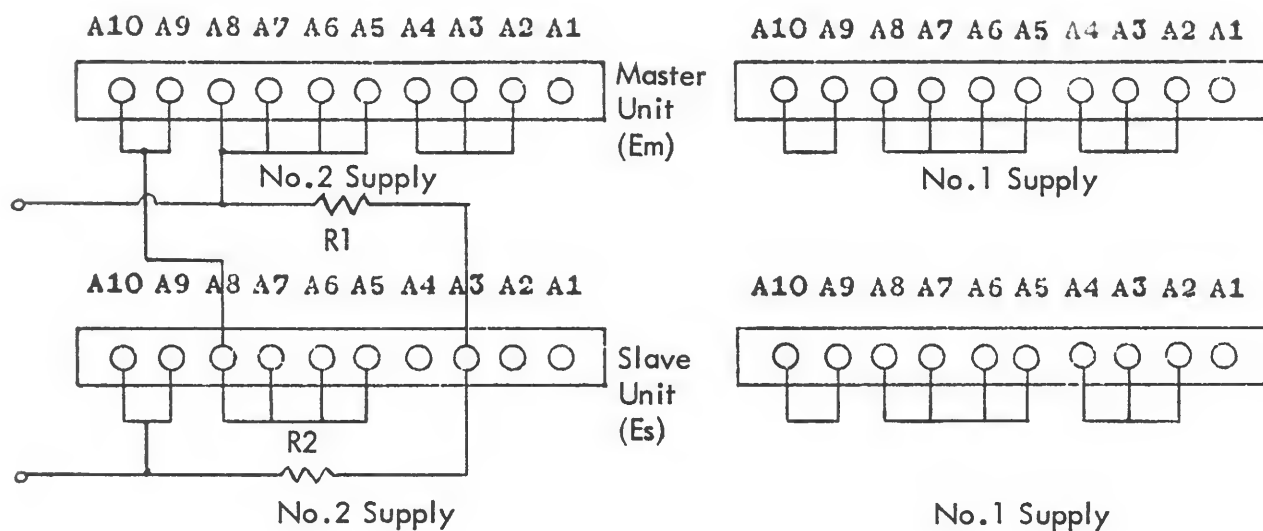 A10 A9 A8 A7 A6 A5 A4 A3 A2 A1
Master
Unit
(Em)
No.2 Supply
R1
A10 A9 A8 A7 A6 A5 A4 A3 A2 A1
No.1 Supply
A10 A9 A8 A7 A6 A5 A4 A3 A2 A1
Slave
Unit
(Es)
R2
No.2 Supply
A10 A9 A8 A7 A6 A5 A4 A3 A2 A1
No.1 Supply